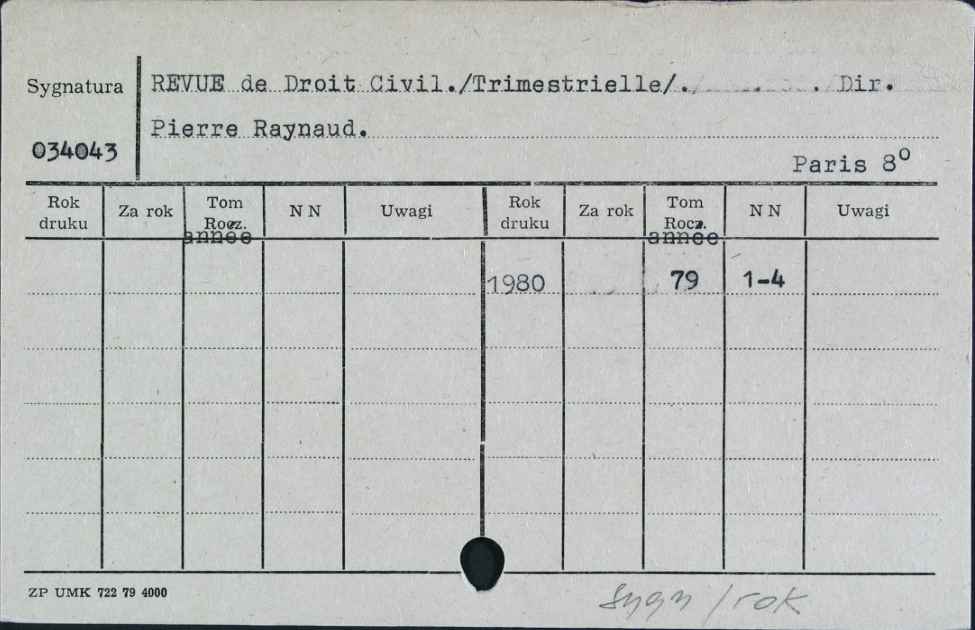 Sygnatura
REVUE de Droit Civil./Trimestrielle/. Dir.
Pierre Raynaud.
034043
Paris 8°
Rok druku Za rok Tom Rocz. N N Uwagi Rok druku Za rok Tom Rocz. N N Uwagi
année année
1980 79 1-4
ZP UMK 722 79 4000
sygn / rok